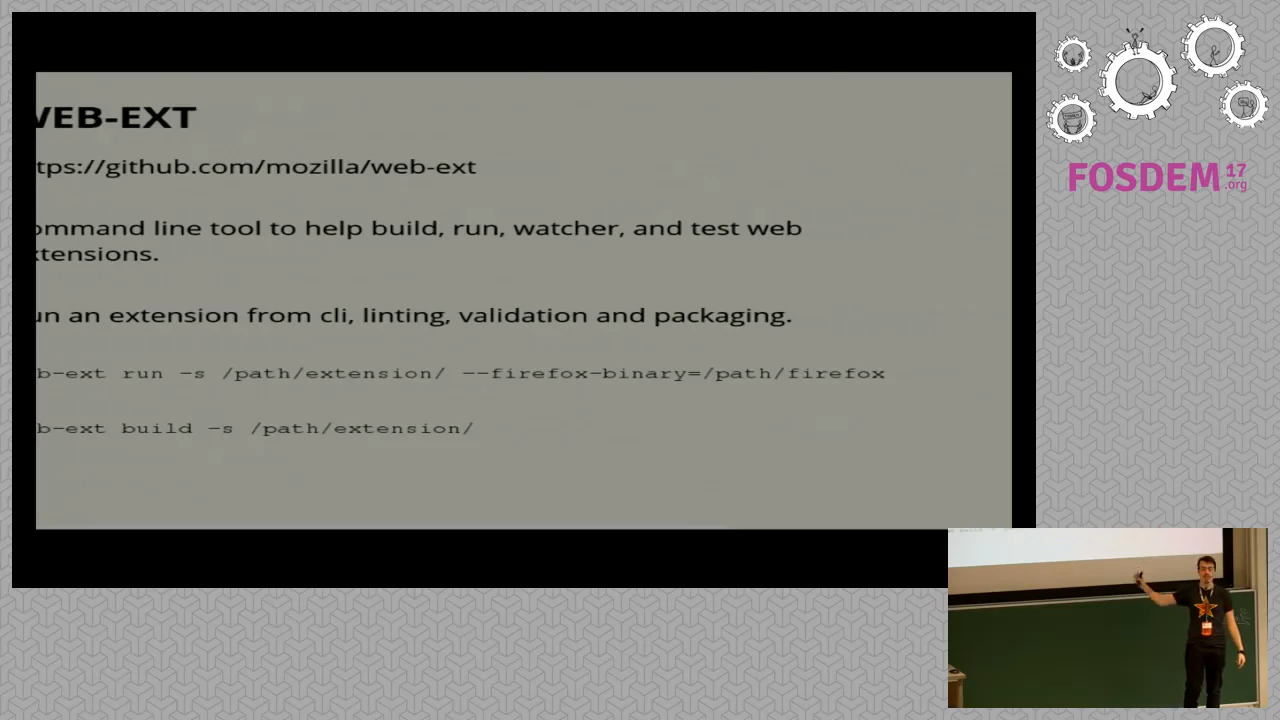 WEB-EXT
tps://github.com/mozilla/web-ext
ommand line tool to help build, run, watcher, and test web
xtensions.
un an extension from cli, linting, validation and packaging.
b-ext run -s /path/extension/ --firefox-binary=/path/firefox
b-ext build -s /path/extension/
FOSDEM 17
.org